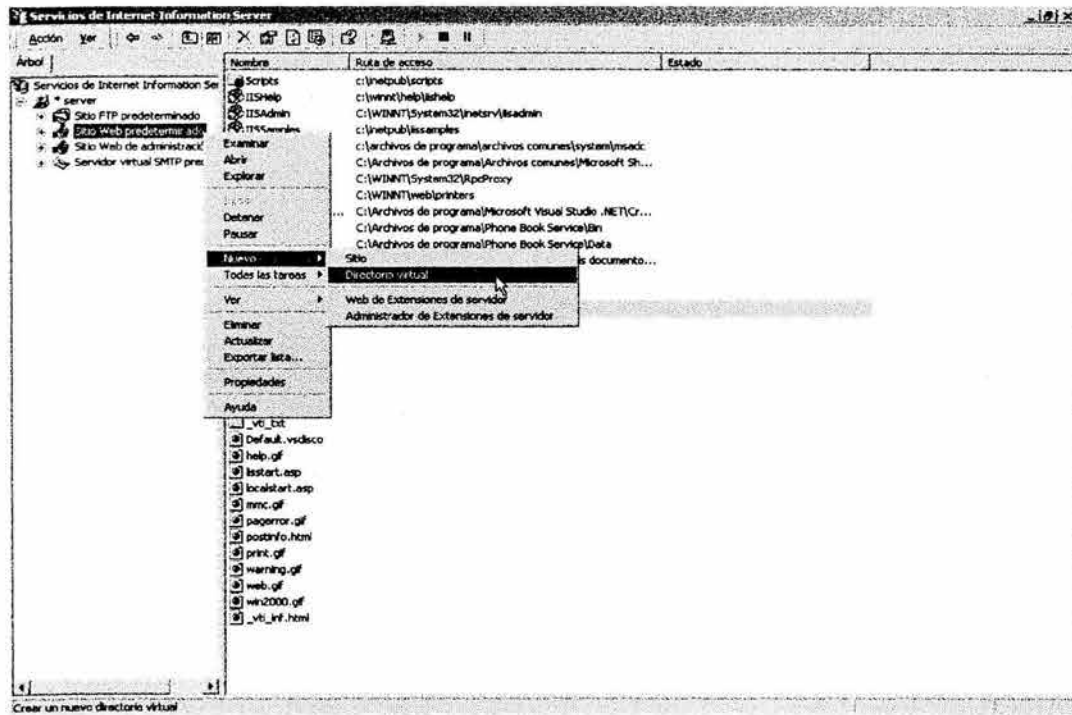 Servicios de Internet Information Server
Acción Ver
Árbol
Nombre Ruta de acceso Estado
Servicios de Internet Information Ser
* server
Sitio FTP predeterminado
Sitio Web predeterminado
Sitio Web de administraci
Servidor virtual SMTP pred
Scripts c:\inetpub\scripts
IISHelp c:\winnt\help\iishelp
IISAdmin C:\WINNT\System32\inetsrv\iisadmin
IISSamples c:\inetpub\iissamples
c:\archivos de programa\archivos comunes\system\msadc
C:\Archivos de programa\Archivos comunes\Microsoft Sh...
C:\WINNT\System32\RpcProxy
C:\WINNT\web\printers
... C:\Archivos de programa\Microsoft Visual Studio .NET\Cr...
C:\Archivos de programa\Phone Book Service\Bin
C:\Archivos de programa\Phone Book Service\Data
is documento...
Examinar
Abrir
Explorar
Detener
Pausar
Nuevo
Todas las tareas
Ver
Eliminar
Actualizar
Exportar lista...
Propiedades
Ayuda
Sitio
Directorio virtual
Web de Extensiones de servidor
Administrador de Extensiones de servidor
_vti_txt
Default.vsdisco
help.gif
iisstart.asp
localstart.asp
mmc.gif
pagerror.gif
postinfo.html
print.gif
warning.gif
web.gif
win2000.gif
_vti_inf.html
Crear un nuevo directorio virtual